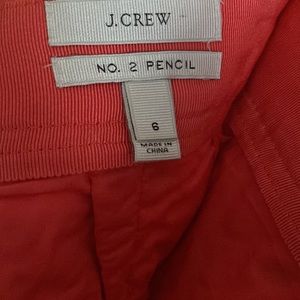 J.CREW
NO. 2 PENCIL
6
MADE IN
CHINA